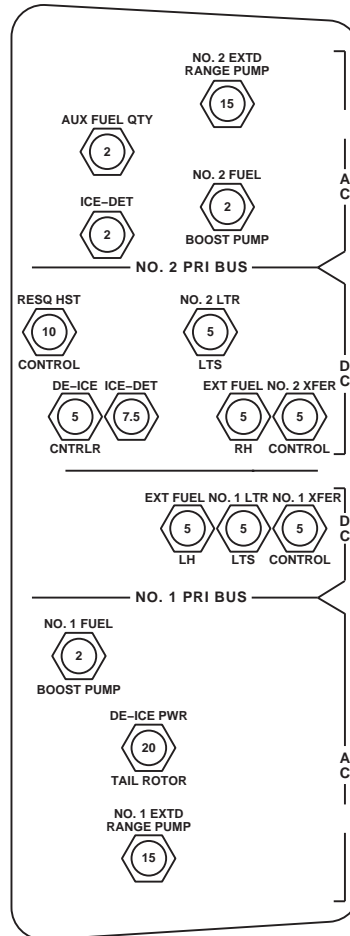 NO. 2 EXTD
RANGE PUMP
15
AUX FUEL QTY
2
NO. 2 FUEL
2
BOOST PUMP
ICE–DET
2
A
C
NO. 2 PRI BUS
RESQ HST
10
CONTROL
NO. 2 LTR
5
LTS
D
C
DE–ICE ICE–DET
5 7.5
CNTRLR
EXT FUEL NO. 2 XFER
5 5
RH CONTROL
EXT FUEL NO. 1 LTR NO. 1 XFER
5 5 5
LH LTS CONTROL
D
C
NO. 1 PRI BUS
NO. 1 FUEL
2
BOOST PUMP
DE–ICE PWR
20
TAIL ROTOR
A
C
NO. 1 EXTD
RANGE PUMP
15